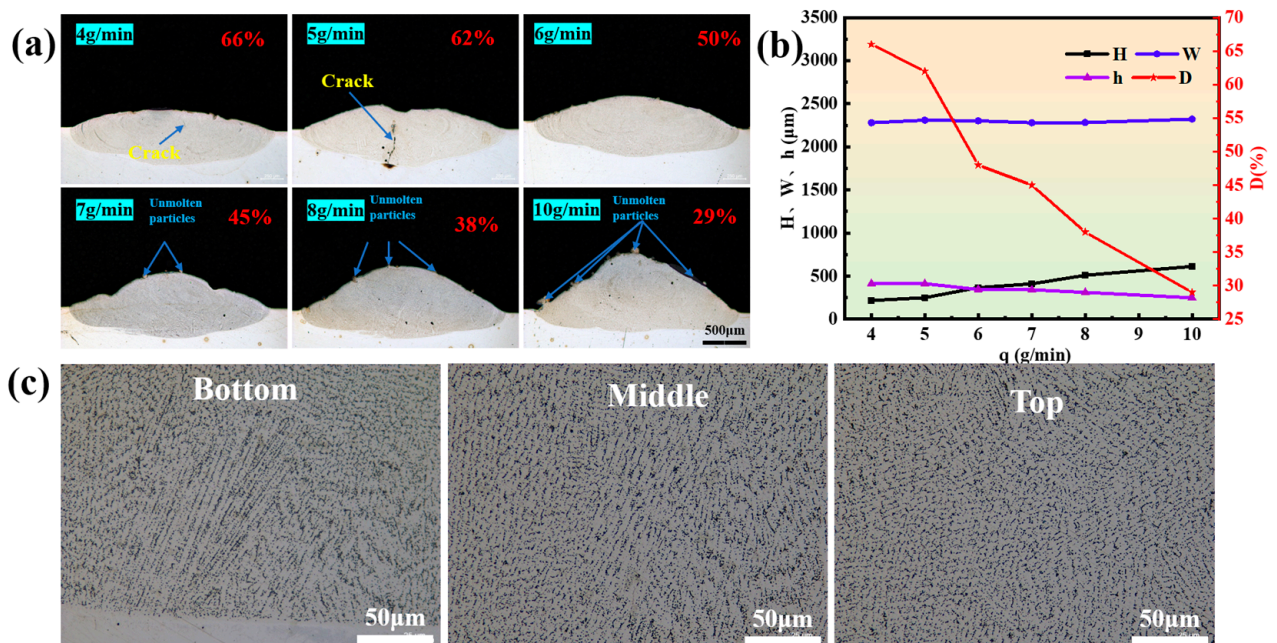 (a)
4g/min
66%
Crack
5g/min
62%
Crack
6g/min
50%
7g/min
Unmolten
particles
45%
8g/min
Unmolten
particles
38%
10g/min
Unmolten
particles
29%
500μm
(b)
H、W、h (μm)
3500
3000
2500
2000
1500
1000
500
0
H
W
h
D
70
65
60
55
50
45
40
35
30
25
D(%)
4
5
6
7
8
9
10
q (g/min)
(c)
Bottom
50μm
Middle
50μm
Top
50μm